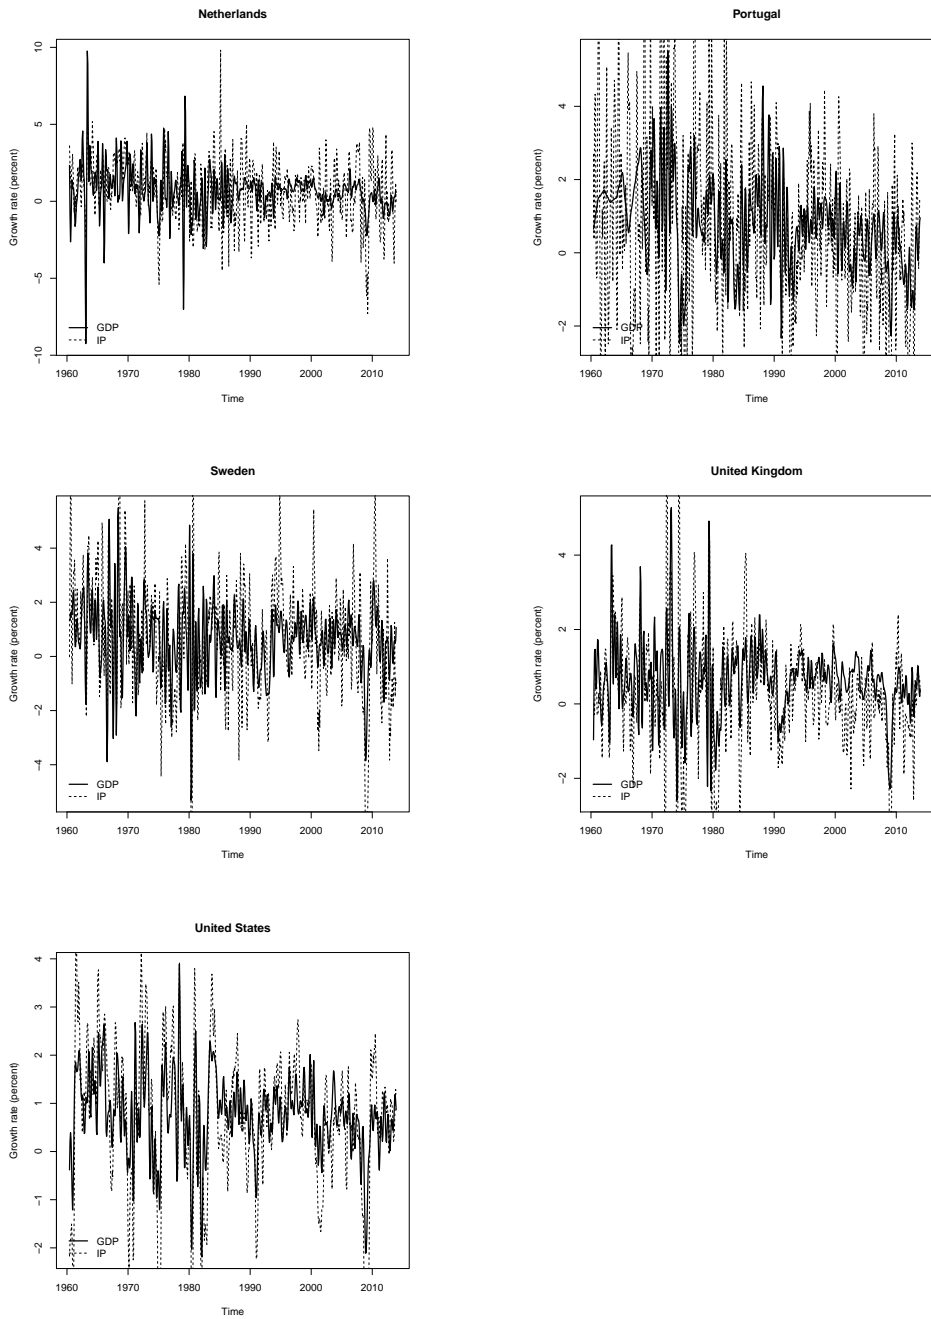 Netherlands
Growth rate (percent)
10
5
0
−5
−10
GDP
IP
1960 1970 1980 1990 2000 2010
Time
Portugal
Growth rate (percent)
4
2
0
−2
GDP
IP
1960 1970 1980 1990 2000 2010
Time
Sweden
Growth rate (percent)
4
2
0
−2
−4
GDP
IP
1960 1970 1980 1990 2000 2010
Time
United Kingdom
Growth rate (percent)
4
2
0
−2
GDP
IP
1960 1970 1980 1990 2000 2010
Time
United States
Growth rate (percent)
4
3
2
1
0
−1
−2
GDP
IP
1960 1970 1980 1990 2000 2010
Time